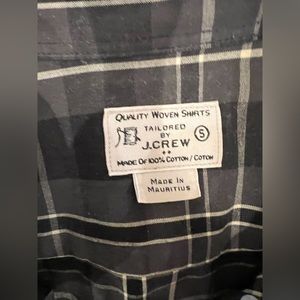 QUALITY WOVEN SHIRTS
TAILORED
BY
S
J.CREW
MADE OF 100% COTTON / COTON
MADE IN
MAURITIUS